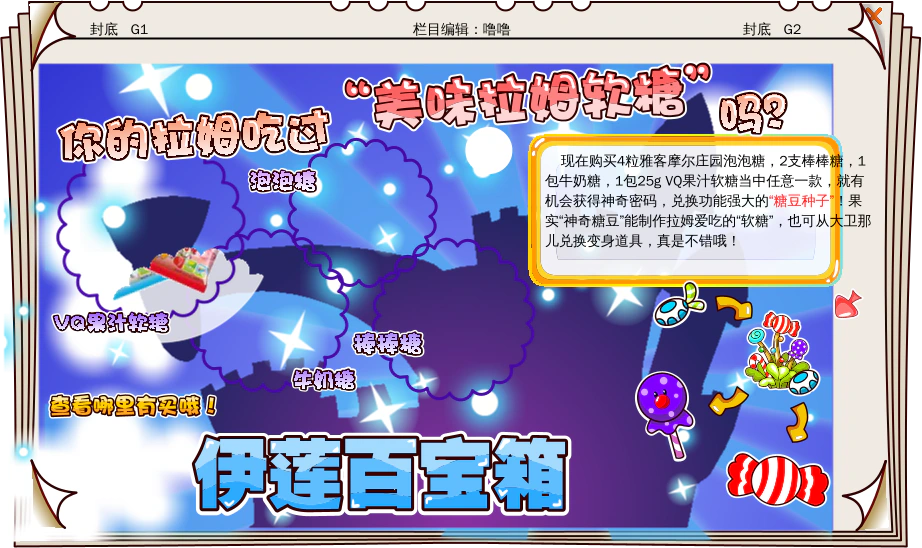 封底 G1
栏目编辑：噜噜
封底 G2
“美味拉姆软糖”
你的拉姆吃过
吗?
泡泡糖
现在购买4粒雅客摩尔庄园泡泡糖，2支棒棒糖，1
包牛奶糖，1包25g VQ果汁软糖当中任意一款，就有
机会获得神奇密码，兑换功能强大的“糖豆种子”！果
实“神奇糖豆”能制作拉姆爱吃的“软糖”，也可从大卫那
儿兑换变身道具，真是不错哦！
VQ果汁软糖
棒棒糖
牛奶糖
查看哪里有买哦！
伊莲百宝箱